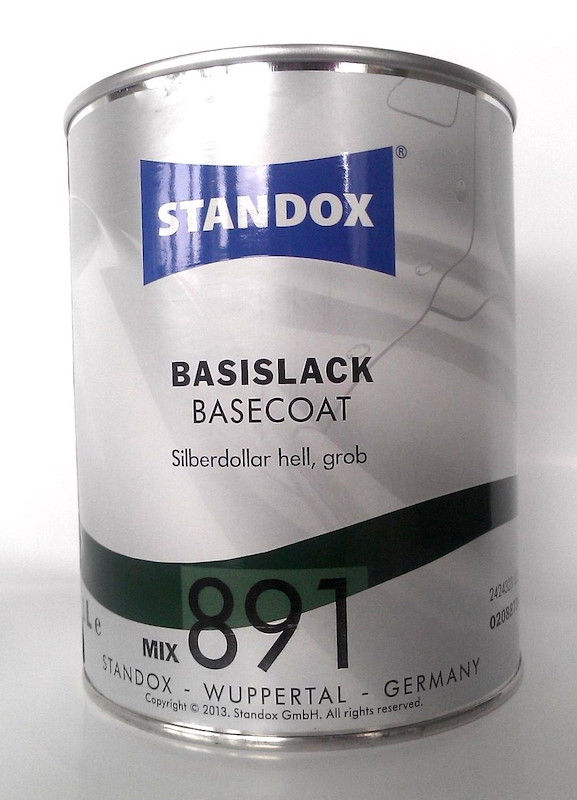 STANDOX®
BASISLACK
BASECOAT
Silberdollar hell, grob
L e
MIX 891
STANDOX - WUPPERTAL - GERMANY
Copyright © 2013. Standox GmbH. All rights reserved.